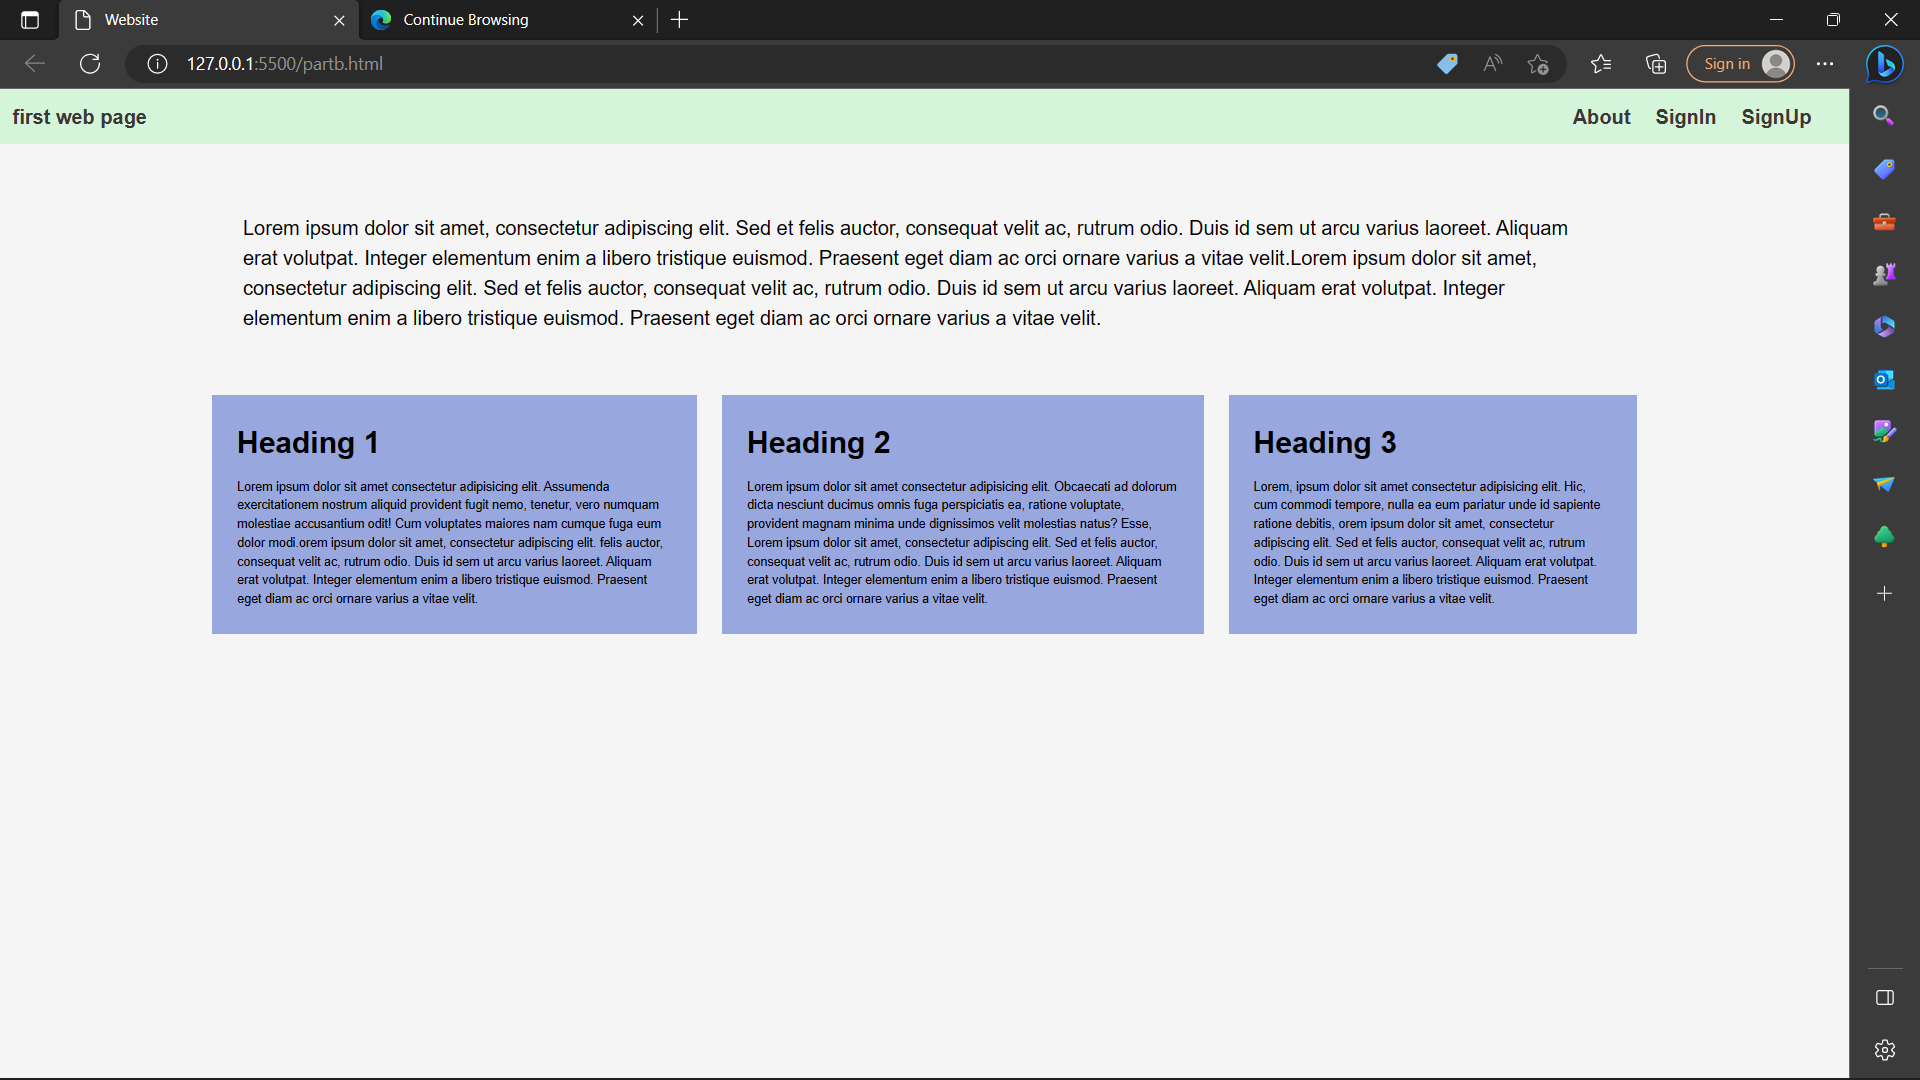 Website
Continue Browsing
127.0.0.1:5500/partb.html
Sign in
first web page
About SignIn SignUp
Lorem ipsum dolor sit amet, consectetur adipiscing elit. Sed et felis auctor, consequat velit ac, rutrum odio. Duis id sem ut arcu varius laoreet. Aliquam
erat volutpat. Integer elementum enim a libero tristique euismod. Praesent eget diam ac orci ornare varius a vitae velit.Lorem ipsum dolor sit amet,
consectetur adipiscing elit. Sed et felis auctor, consequat velit ac, rutrum odio. Duis id sem ut arcu varius laoreet. Aliquam erat volutpat. Integer
elementum enim a libero tristique euismod. Praesent eget diam ac orci ornare varius a vitae velit.
Heading 1
Lorem ipsum dolor sit amet consectetur adipisicing elit. Assumenda
exercitationem nostrum aliquid provident fugit nemo, tenetur, vero numquam
molestiae accusantium odit! Cum voluptates maiores nam cumque fuga eum
dolor modi.orem ipsum dolor sit amet, consectetur adipiscing elit. felis auctor,
consequat velit ac, rutrum odio. Duis id sem ut arcu varius laoreet. Aliquam
erat volutpat. Integer elementum enim a libero tristique euismod. Praesent
eget diam ac orci ornare varius a vitae velit.
Heading 2
Lorem ipsum dolor sit amet consectetur adipisicing elit. Obcaecati ad dolorum
dicta nesciunt ducimus omnis fuga perspiciatis ea, ratione voluptate,
provident magnam minima unde dignissimos velit molestias natus? Esse,
Lorem ipsum dolor sit amet, consectetur adipiscing elit. Sed et felis auctor,
consequat velit ac, rutrum odio. Duis id sem ut arcu varius laoreet. Aliquam
erat volutpat. Integer elementum enim a libero tristique euismod. Praesent
eget diam ac orci ornare varius a vitae velit.
Heading 3
Lorem, ipsum dolor sit amet consectetur adipisicing elit. Hic,
cum commodi tempore, nulla ea eum pariatur unde id sapiente
ratione debitis, orem ipsum dolor sit amet, consectetur
adipiscing elit. Sed et felis auctor, consequat velit ac, rutrum
odio. Duis id sem ut arcu varius laoreet. Aliquam erat volutpat.
Integer elementum enim a libero tristique euismod. Praesent
eget diam ac orci ornare varius a vitae velit.